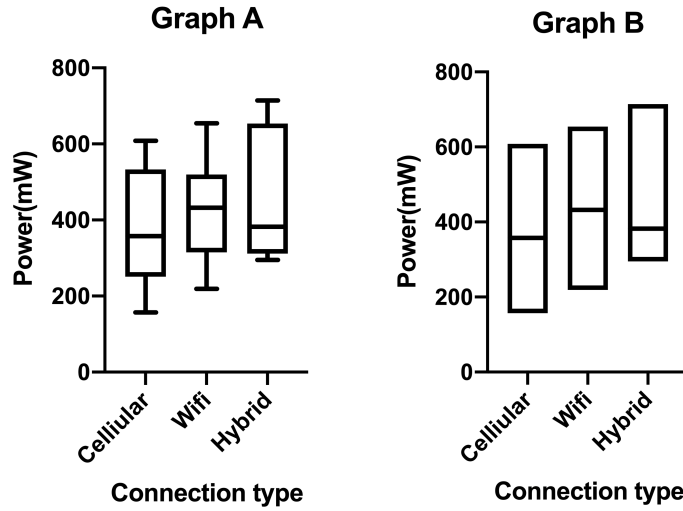 Graph A
800
600
400
200
0
Power(mW)
Celliular
Wifi
Hybrid
Connection type
Graph B
800
600
400
200
0
Power(mW)
Celliular
Wifi
Hybrid
Connection type